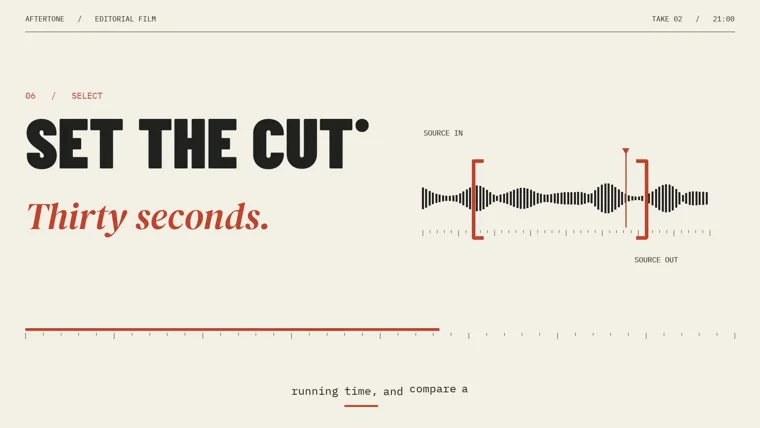 AFTERTONE / EDITORIAL FILM
TAKE 02 / 21:00
06 / SELECT
SET THE CUT
Thirty seconds.
SOURCE IN
SOURCE OUT
running time, and compare a